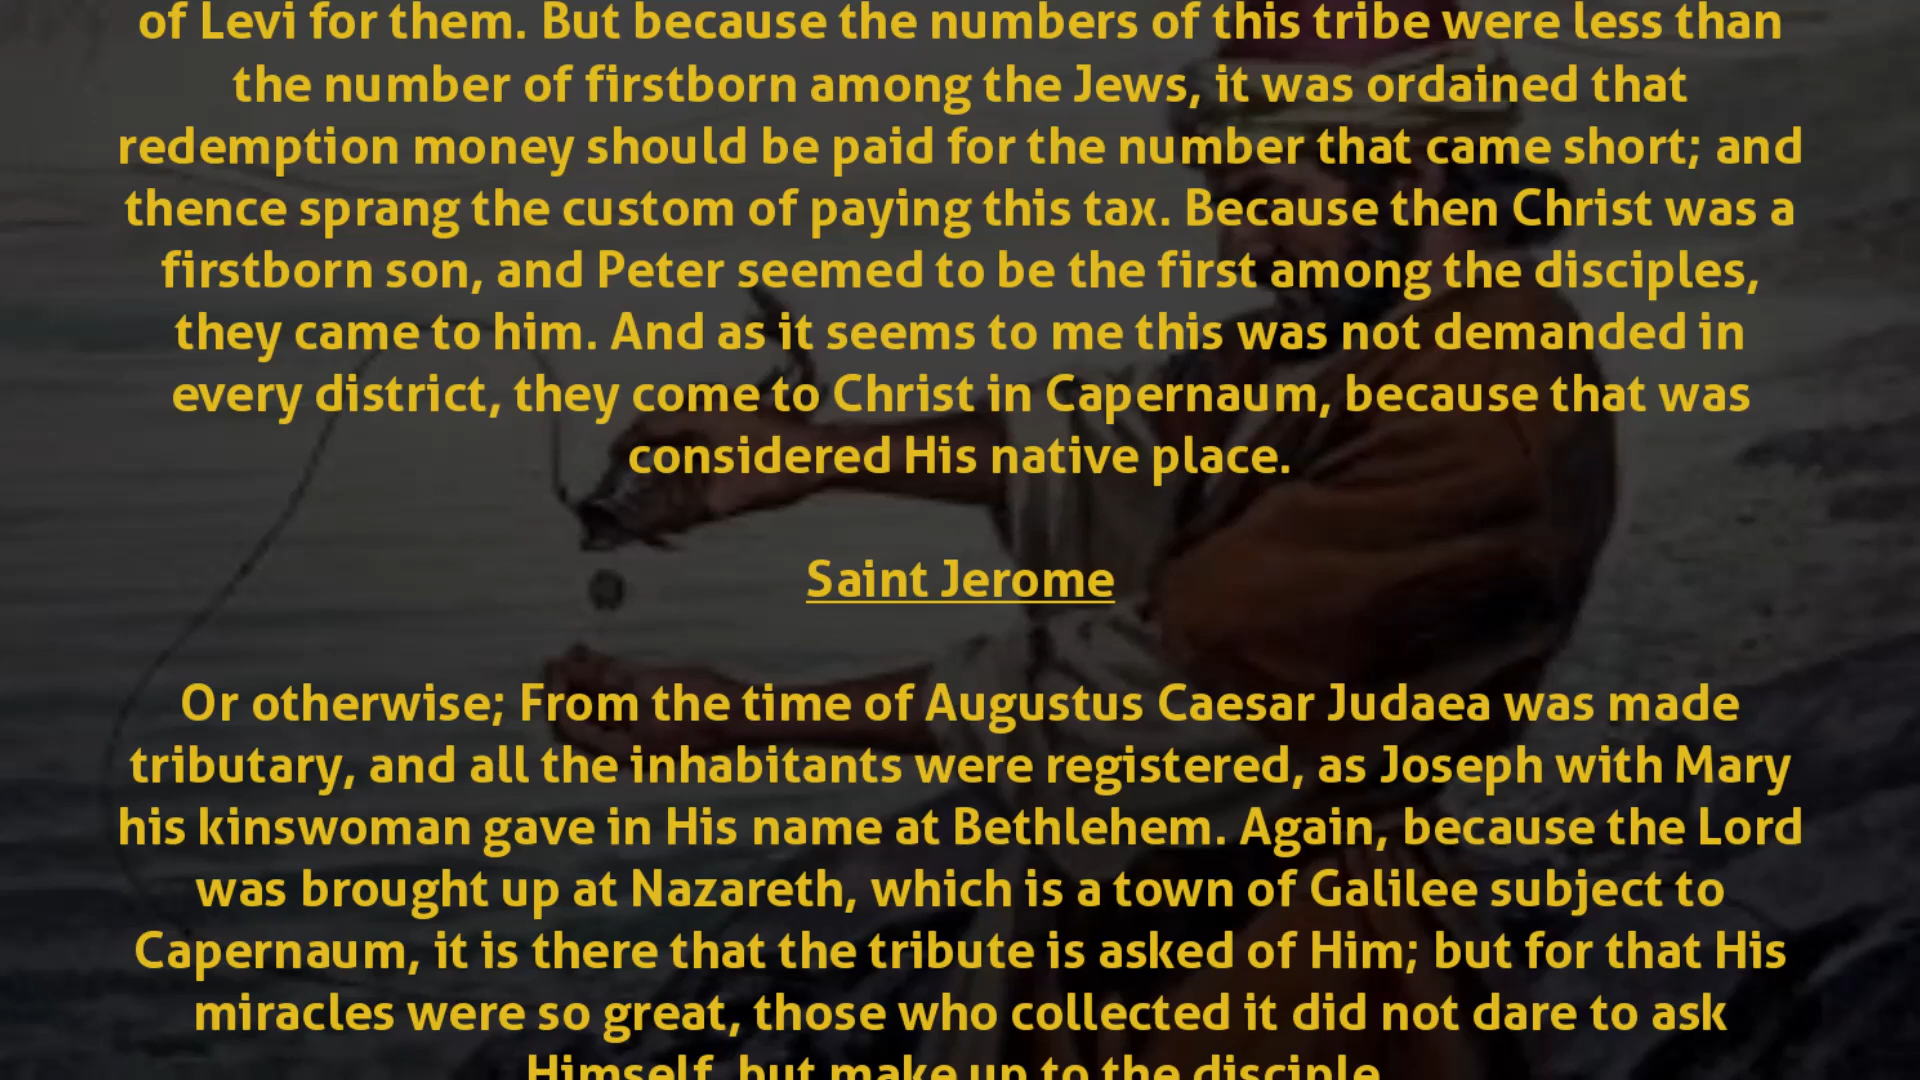 of Levi for them. But because the numbers of this tribe were less than
the number of firstborn among the Jews, it was ordained that
redemption money should be paid for the number that came short; and
thence sprang the custom of paying this tax. Because then Christ was a
firstborn son, and Peter seemed to be the first among the disciples,
they came to him. And as it seems to me this was not demanded in
every district, they come to Christ in Capernaum, because that was
considered His native place.
Saint Jerome
Or otherwise; From the time of Augustus Caesar Judaea was made
tributary, and all the inhabitants were registered, as Joseph with Mary
his kinswoman gave in His name at Bethlehem. Again, because the Lord
was brought up at Nazareth, which is a town of Galilee subject to
Capernaum, it is there that the tribute is asked of Him; but for that His
miracles were so great, those who collected it did not dare to ask
Himself, but make up to the disciple.